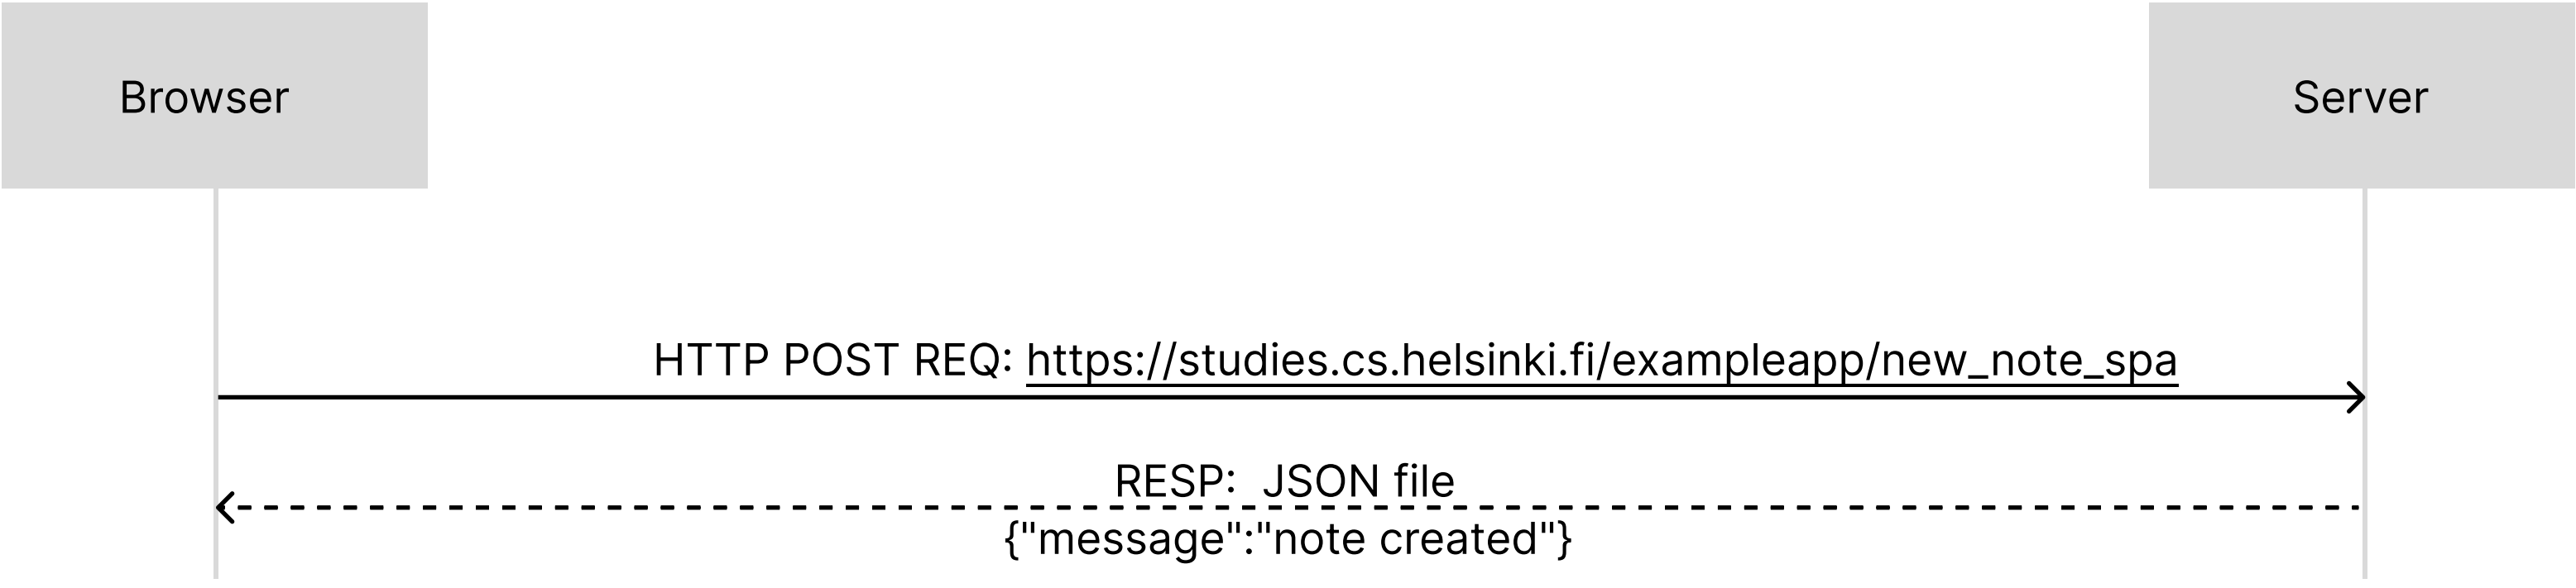 Browser
Server
HTTP POST REQ: https://studies.cs.helsinki.fi/exampleapp/new_note_spa
RESP:  JSON file
{"message":"note created"}